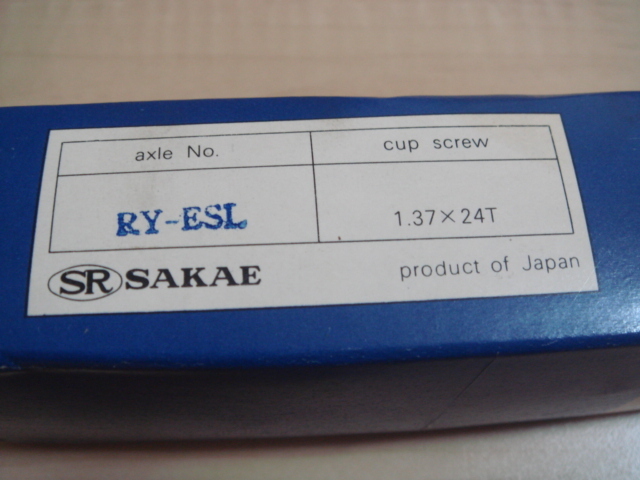 axle No. cup screw
RY-ESL 1.37×24T
SR SAKAE product of Japan